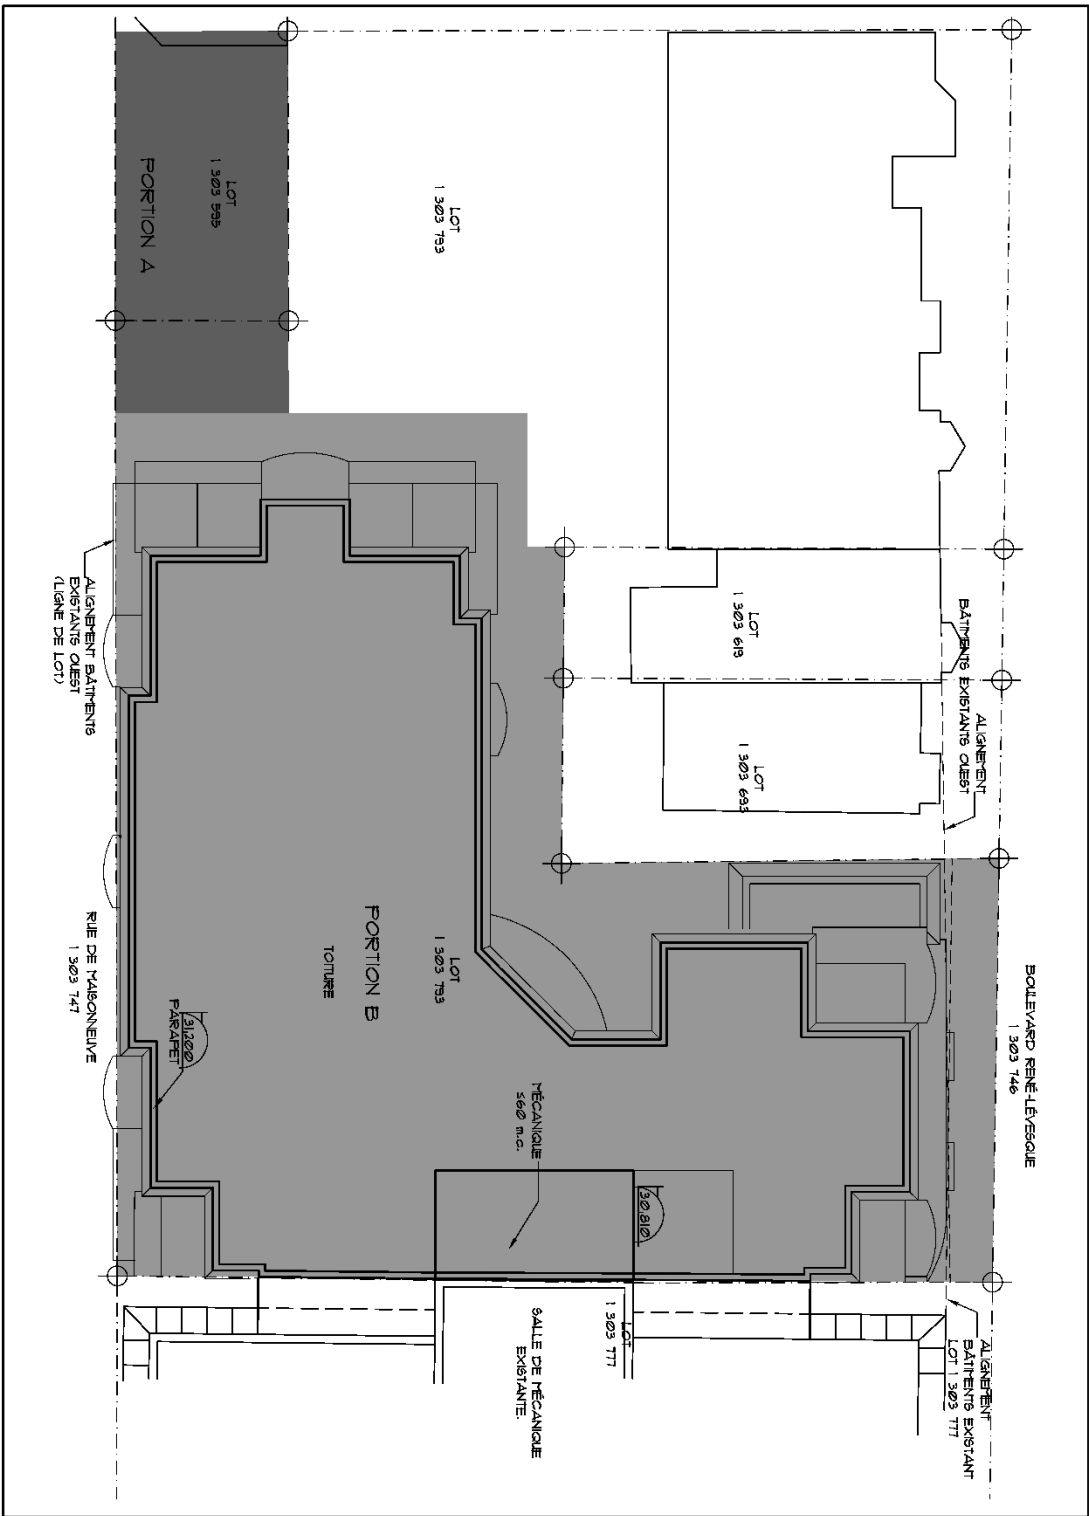 BOULEVARD RENÉ-LÉVESQUE
1 303 746
ALIGNEMENT
BÂTIMENTS EXISTANTS OUEST
ALIGNEMENT
BÂTIMENTS EXISTANT
LOT 1 303 777
LOT
1 303 619
LOT
1 303 693
LOT
1 303 793
LOT
1 303 777
30,810
SALLE DE MÉCANIQUE
EXISTANTE.
MÉCANIQUE
≤60 m.c.
LOT
1 303 793
PORTION B
TOITURE
LOT
1 303 595
PORTION A
31,200
PARAPET
ALIGNEMENT BÂTIMENTS
EXISTANTS OUEST
(LIGNE DE LOT)
RUE DE MAISONNEUVE
1 303 747